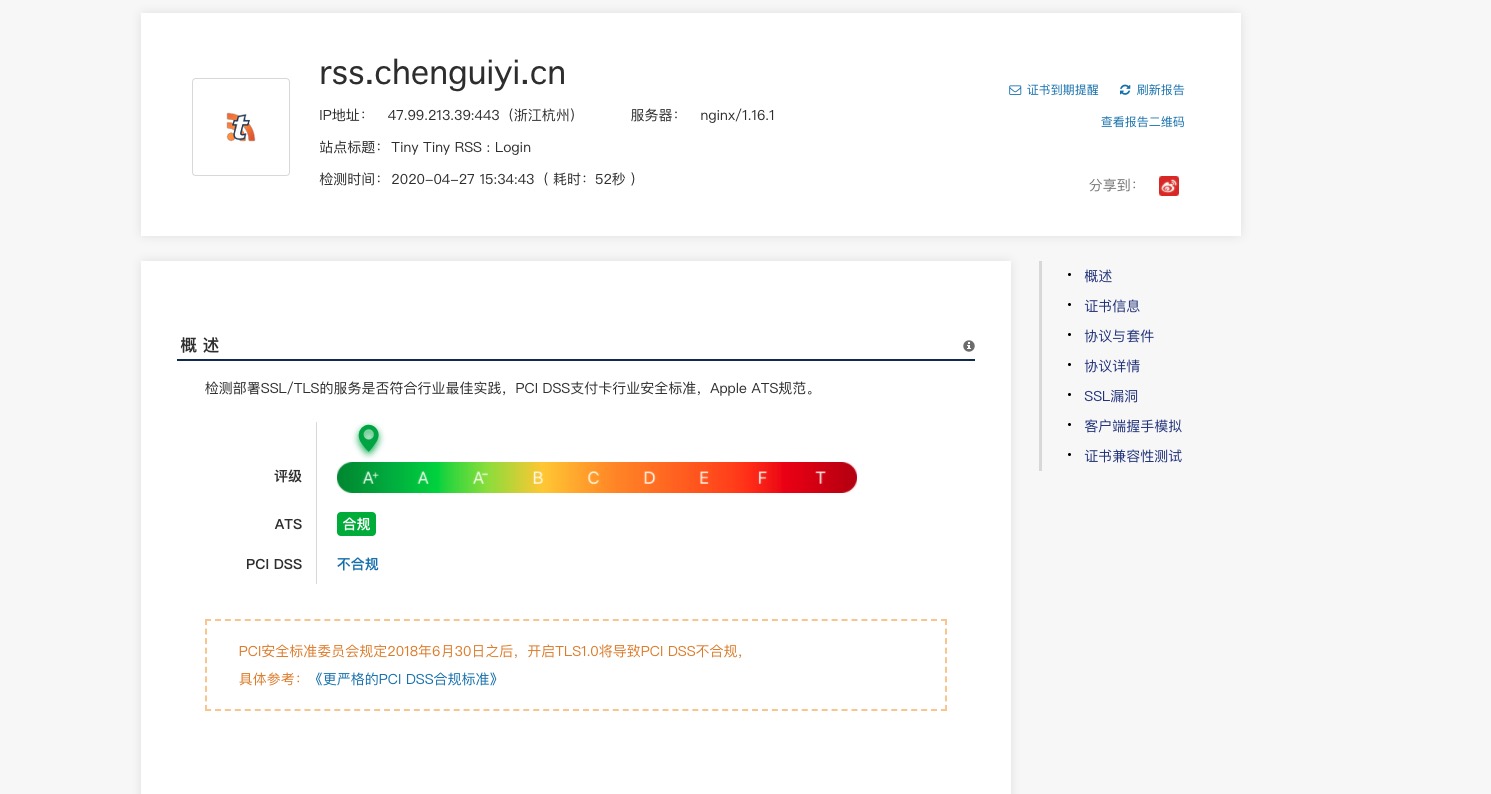 rss.chenguiyi.cn
IP地址： 47.99.213.39:443（浙江杭州） 服务器： nginx/1.16.1
站点标题： Tiny Tiny RSS : Login
检测时间： 2020-04-27 15:34:43（ 耗时：52秒 ）
证书到期提醒 刷新报告
查看报告二维码
分享到：
概述
检测部署SSL/TLS的服务是否符合行业最佳实践，PCI DSS支付卡行业安全标准，Apple ATS规范。
评级 A+ A A- B C D E F T
ATS 合规
PCI DSS 不合规
PCI安全标准委员会规定2018年6月30日之后，开启TLS1.0将导致PCI DSS不合规，
具体参考：《更严格的PCI DSS合规标准》
概述
证书信息
协议与套件
协议详情
SSL漏洞
客户端握手模拟
证书兼容性测试